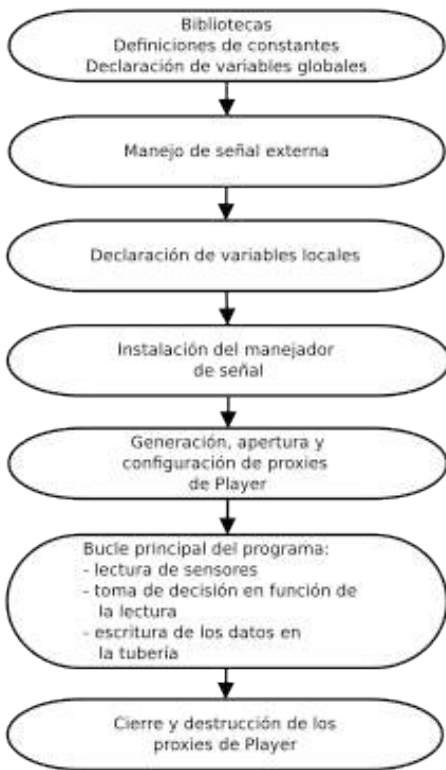 Bibliotecas
Definiciones de constantes
Declaración de variables globales
Manejo de señal externa
Declaración de variables locales
Instalación del manejador
de señal
Generación, apertura y
configuración de proxies
de Player
Bucle principal del programa:
- lectura de sensores
- toma de decisión en función de
la lectura
- escritura de los datos en
la tubería
Cierre y destrucción de los
proxies de Player